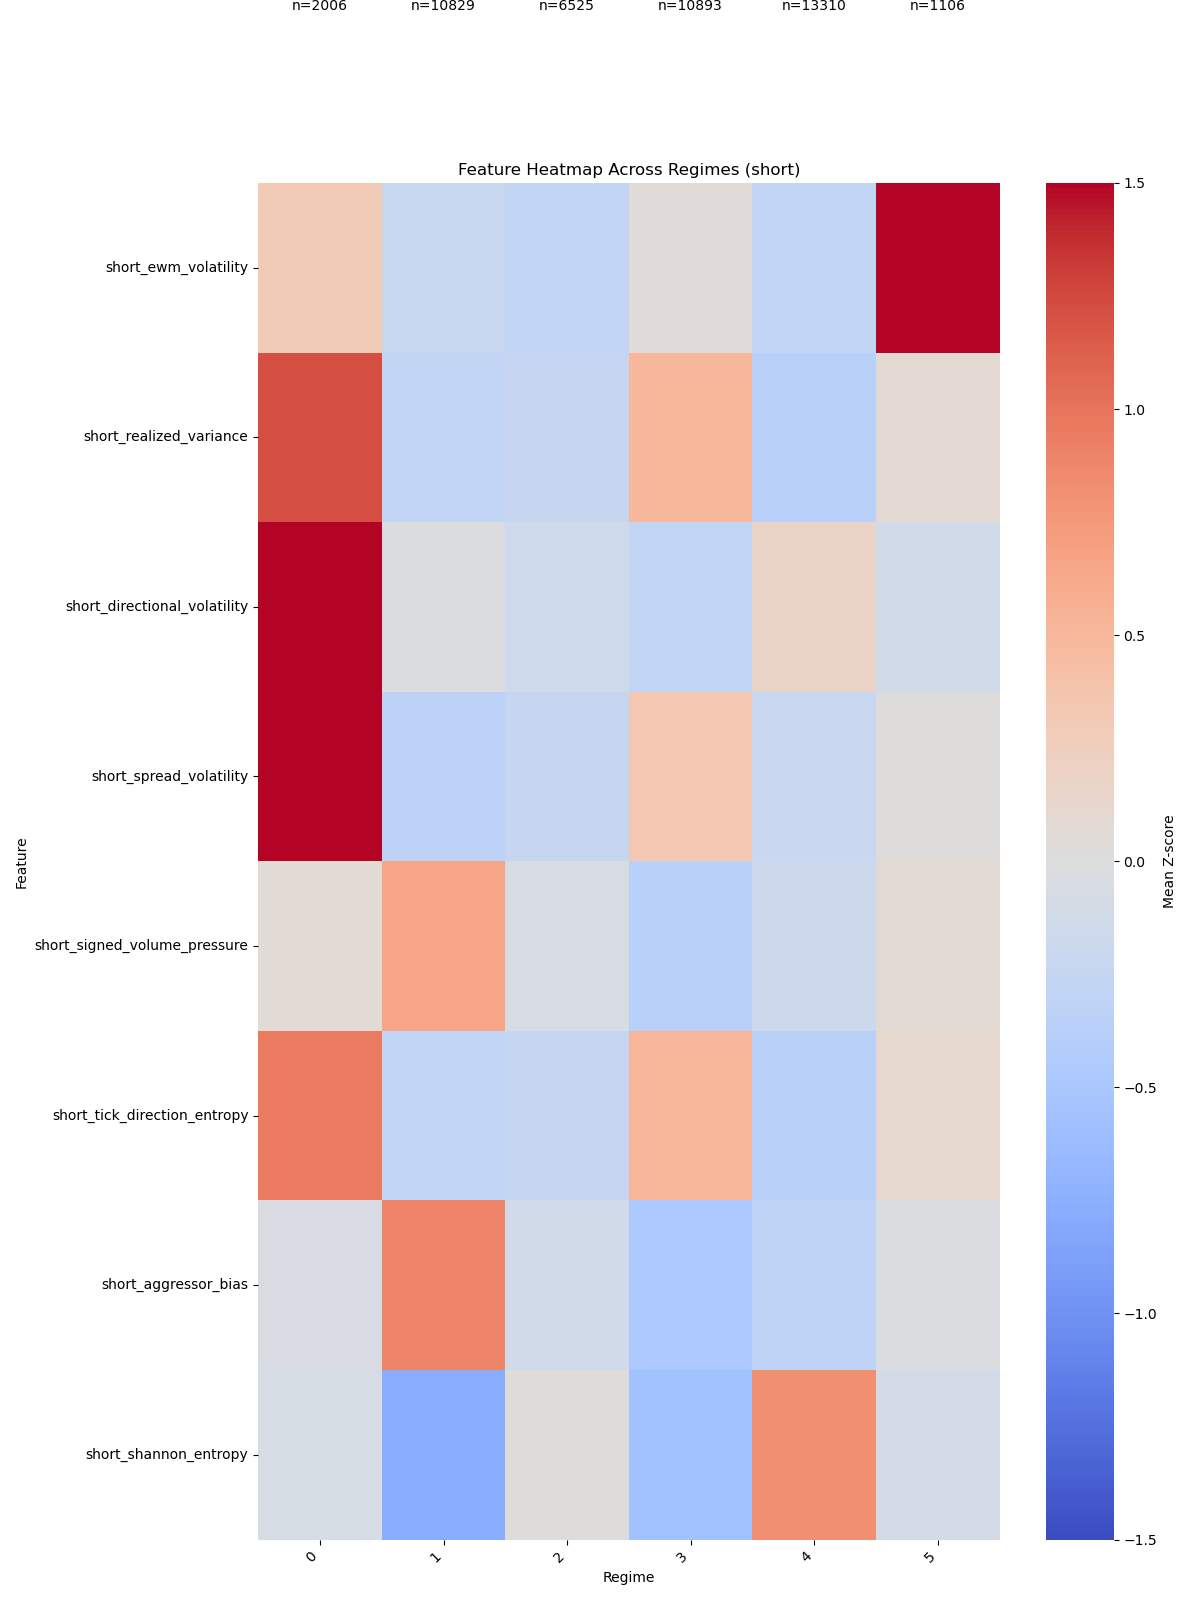 n=2006 n=10829 n=6525 n=10893 n=13310 n=1106
Feature Heatmap Across Regimes (short)
short_ewm_volatility
short_realized_variance
short_directional_volatility
short_spread_volatility
short_signed_volume_pressure
short_tick_direction_entropy
short_aggressor_bias
short_shannon_entropy
Feature
0 1 2 3 4 5
Regime
1.5
1.0
0.5
0.0
−0.5
−1.0
−1.5
Mean Z-score